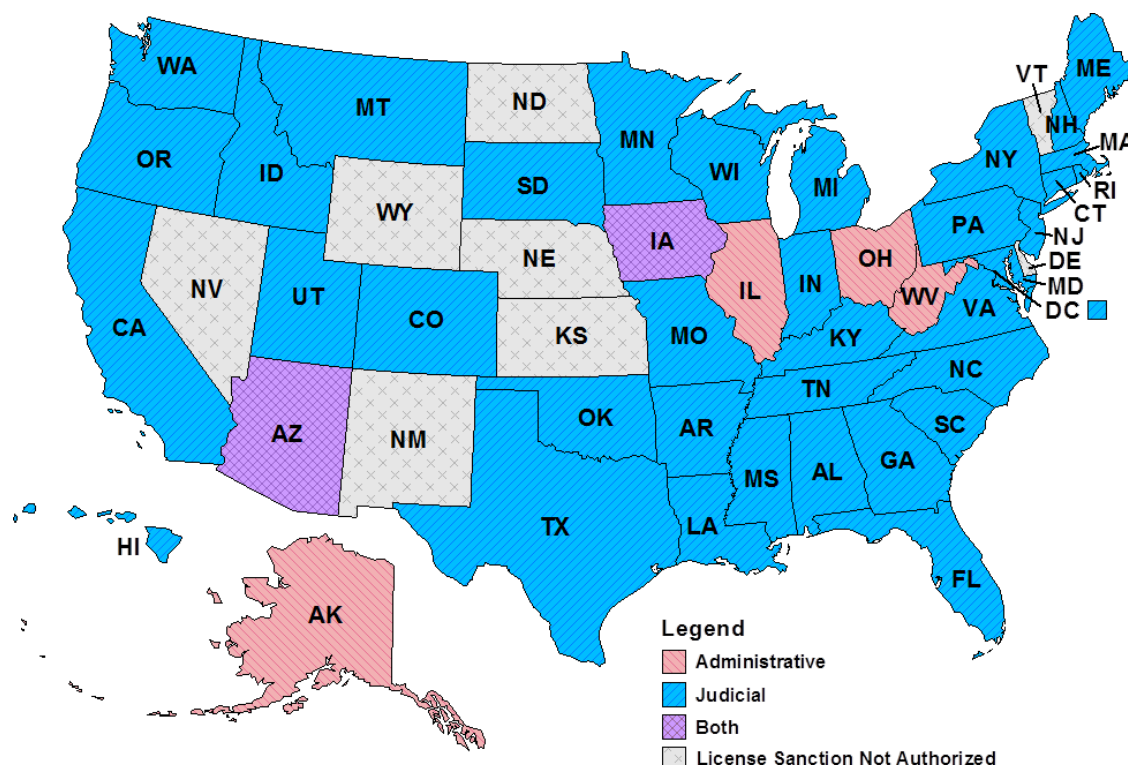 WA
MT
ND
MN
VT
ME
NH
MA
OR
ID
SD
WI
MI
NY
RI
CT
WY
PA
NJ
IA
NE
OH
DE
NV
UT
IL
IN
WV
MD
DC
CA
CO
VA
KS
MO
KY
NC
TN
AZ
NM
OK
AR
SC
MS
AL
GA
TX
LA
HI
FL
AK
Legend
Administrative
Judicial
Both
License Sanction Not Authorized